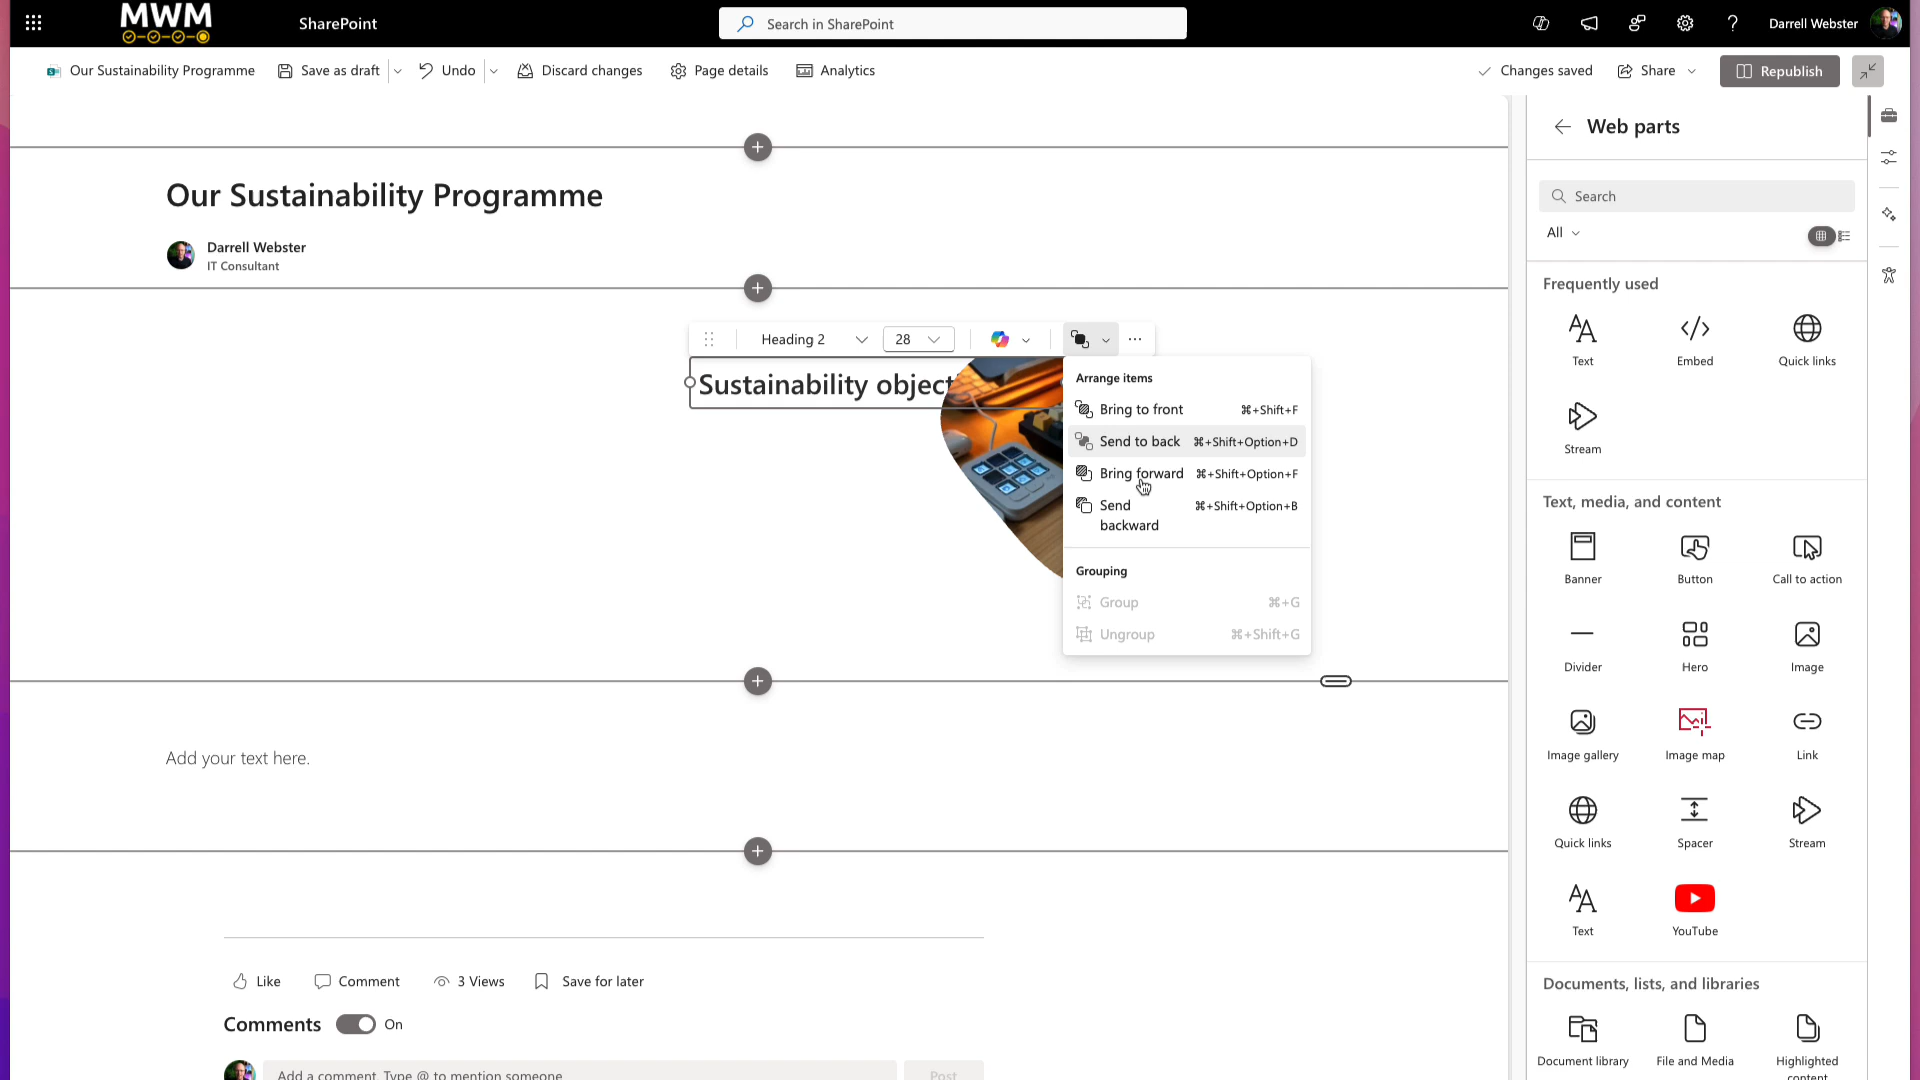 MWM
SharePoint
Search in SharePoint
Darrell Webster
Our Sustainability Programme
Save as draft
Undo
Discard changes
Page details
Analytics
Changes saved
Share
Republish
Our Sustainability Programme
Darrell Webster
IT Consultant
Heading 2
28
Sustainability object
Arrange items
Bring to front ⌘+Shift+F
Send to back ⌘+Shift+Option+D
Bring forward ⌘+Shift+Option+F
Send backward ⌘+Shift+Option+B
Grouping
Group ⌘+G
Ungroup ⌘+Shift+G
Add your text here.
Like
Comment
3 Views
Save for later
Comments
On
Add a comment. Type @ to mention someone
Post
Web parts
Search
All
Frequently used
Text
Embed
Quick links
Stream
Text, media, and content
Banner
Button
Call to action
Divider
Hero
Image
Image gallery
Image map
Link
Quick links
Spacer
Stream
Text
YouTube
Documents, lists, and libraries
Document library
File and Media
Highlighted
content